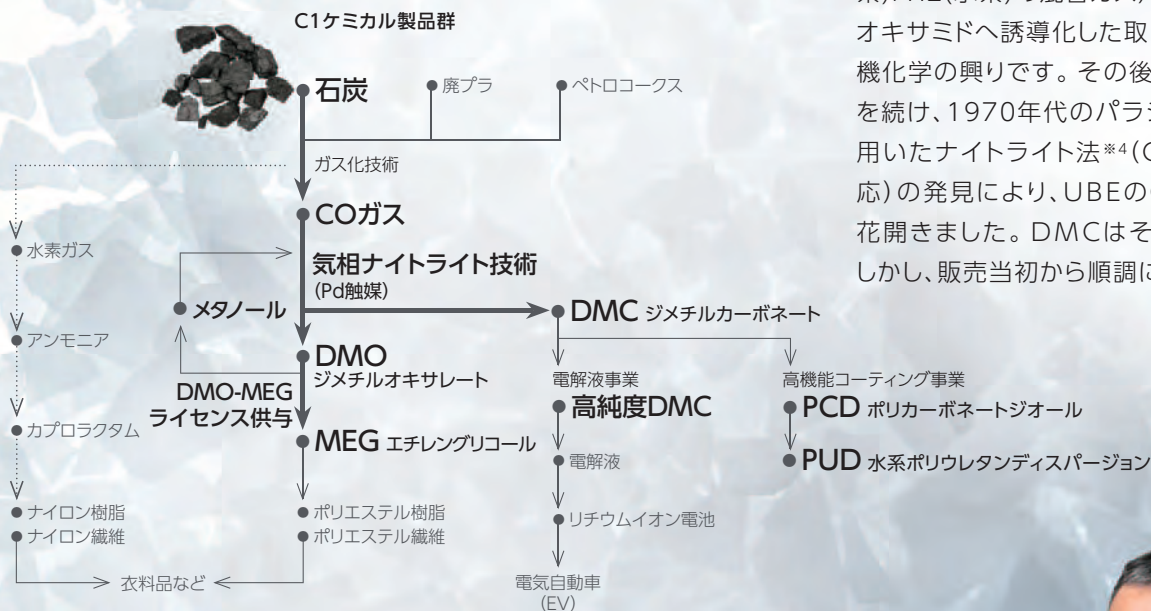 C1ケミカル製品群
石炭
廃プラ
ペトロコークス
ガス化技術
COガス
水素ガス
気相ナイトライト技術
(Pd触媒)
メタノール
DMC ジメチルカーボネート
アンモニア
DMO
ジメチルオキサレート
DMO-MEG
ライセンス供与
電解液事業
高純度DMC
高機能コーティング事業
PCD ポリカーボネートジオール
カプロラクタム
MEG エチレングリコール
電解液
PUD 水系ポリウレタンディスパージョン
ナイロン樹脂
ナイロン繊維
ポリエステル樹脂
ポリエステル繊維
リチウムイオン電池
衣料品など
電気自動車
(EV)
オキサミドへ誘導化した取
機化学の興りです。その後
を続け、1970年代のパラ
用いたナイトライト法※4(
応)の発見により、UBEの
花開きました。DMCはそ
しかし、販売当初から順調に